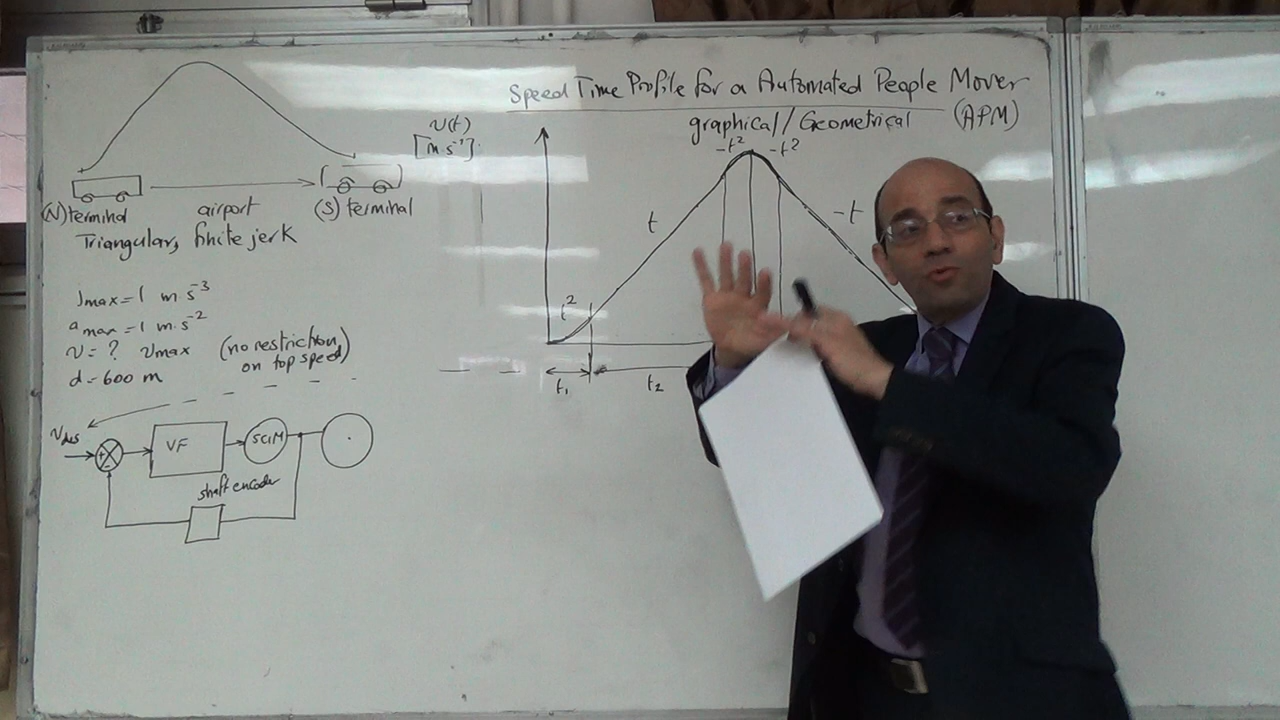 Speed Time Profile for a Automated People Mover
graphical // Geometrical (APM)
v(t)
[m s⁻¹]
-t² -t²
t
-t
t²
t₁ t₂
(N) terminal airport (S) terminal
Triangular, finite jerk
Jmax = 1 m s⁻³
amax = 1 m·s⁻²
v = ? vmax (no restriction on top speed)
d = 600 m
Vdes
+
-
VF
SCIM
shaft encoder